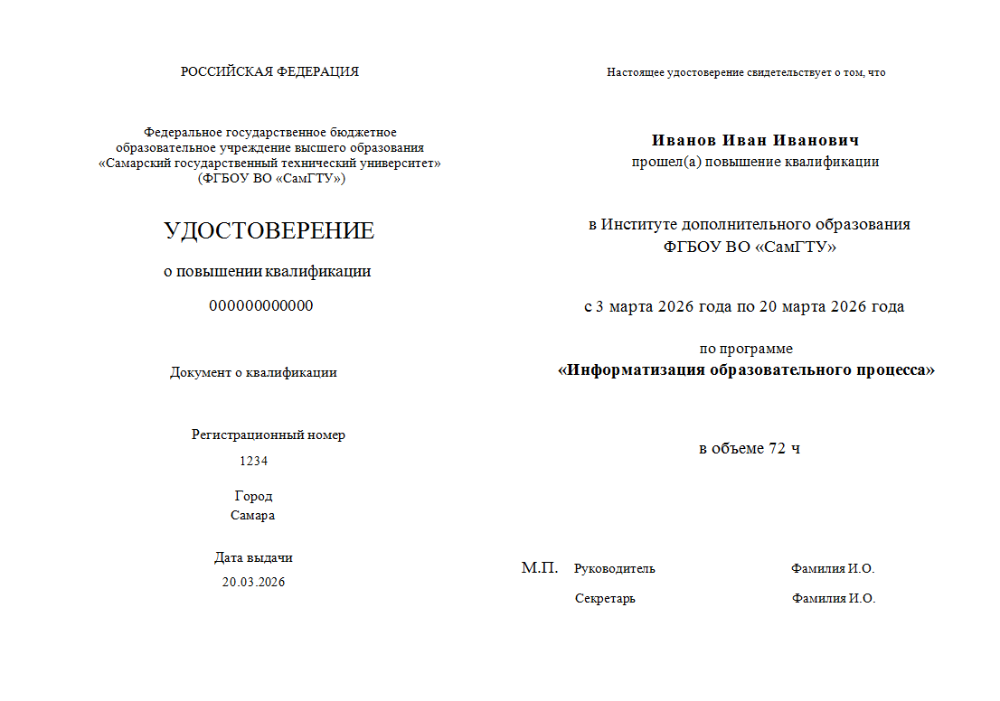 РОССИЙСКАЯ ФЕДЕРАЦИЯ
Федеральное государственное бюджетное
образовательное учреждение высшего образования
«Самарский государственный технический университет»
(ФГБОУ ВО «СамГТУ»)
УДОСТОВЕРЕНИЕ
о повышении квалификации
000000000000
Документ о квалификации
Регистрационный номер
1234
Город
Самара
Дата выдачи
20.03.2026
Настоящее удостоверение свидетельствует о том, что
Иванов Иван Иванович
прошел(а) повышение квалификации
в Институте дополнительного образования
ФГБОУ ВО «СамГТУ»
с 3 марта 2026 года по 20 марта 2026 года
по программе
«Информатизация образовательного процесса»
в объеме 72 ч
М.П. Руководитель Фамилия И.О.
Секретарь Фамилия И.О.